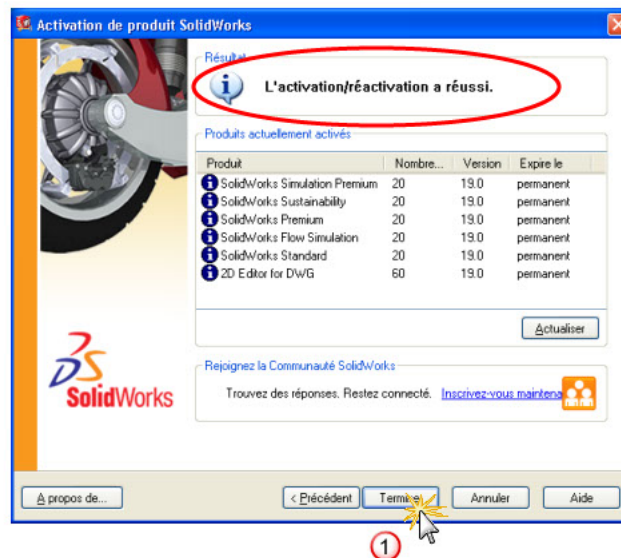 Activation de produit SolidWorks
Résultat
L'activation/réactivation a réussi.
Produits actuellement activés
Produit Nombre... Version Expire le
SolidWorks Simulation Premium 20 19.0 permanent
SolidWorks Sustainability 20 19.0 permanent
SolidWorks Premium 20 19.0 permanent
SolidWorks Flow Simulation 20 19.0 permanent
SolidWorks Standard 20 19.0 permanent
2D Editor for DWG 60 19.0 permanent
Actualiser
Rejoignez la Communauté SolidWorks
Trouvez des réponses. Restez connecté. Inscrivez-vous maintena
SolidWorks
A propos de... < Précédent Termine Annuler Aide
1